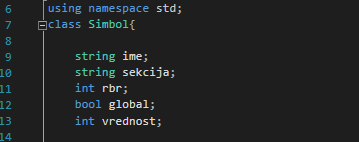 6 using namespace std;
7 class Simbol{
8
9 string ime;
10 string sekcija;
11 int rbr;
12 bool global;
13 int vrednost;
14